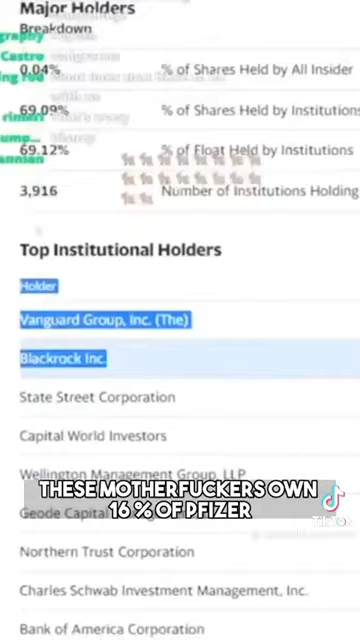 Major Holders
Breakdown
0.04% % of Shares Held by All Insider
69.09% % of Shares Held by Institutions
69.12% % of Float Held by Institutions
3,916 Number of Institutions Holding
Top Institutional Holders
Holder
Vanguard Group, Inc. (The)
Blackrock Inc.
State Street Corporation
Capital World Investors
Wellington Management Group, LLP
THESE MOTHERFUCKERS OWN
16 % OF PFIZER
Geode Capital
TikTok
Northern Trust Corporation
Charles Schwab Investment Management, Inc.
Bank of America Corporation